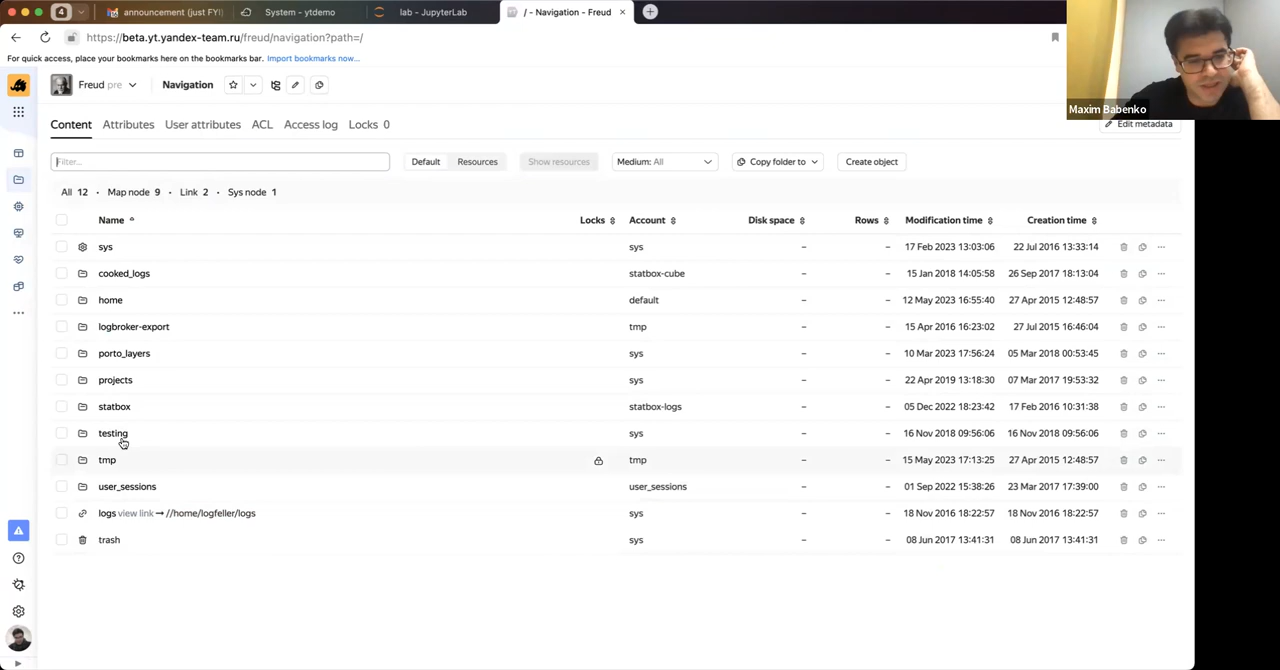 4 announcement (just FYI) System - ytdemo lab - JupyterLab / - Navigation - Freud
https://beta.yt.yandex-team.ru/freud/navigation?path=/
For quick access, place your bookmarks here on the bookmarks bar. Import bookmarks now...
Freud pre Navigation
Maxim Babenko
Content Attributes User attributes ACL Access log Locks 0 Edit metadata
Filter... Default Resources Show resources Medium: All Copy folder to Create object
All 12 · Map node 9 · Link 2 · Sys node 1
Name Locks Account Disk space Rows Modification time Creation time
sys sys – – 17 Feb 2023 13:03:06 22 Jul 2016 13:33:14
cooked_logs statbox-cube – – 15 Jan 2018 14:05:58 26 Sep 2017 18:13:04
home default – – 12 May 2023 16:55:40 27 Apr 2015 12:48:57
logbroker-export tmp – – 15 Apr 2016 16:23:02 27 Jul 2015 16:46:04
porto_layers sys – – 10 Mar 2023 17:56:24 05 Mar 2018 00:53:45
projects sys – – 22 Apr 2019 13:18:30 07 Mar 2017 19:53:32
statbox statbox-logs – – 05 Dec 2022 18:23:42 17 Feb 2016 10:31:38
testing sys – – 16 Nov 2018 09:56:06 16 Nov 2018 09:56:06
tmp tmp – – 15 May 2023 17:13:25 27 Apr 2015 12:48:57
user_sessions user_sessions – – 01 Sep 2022 15:38:26 23 Mar 2017 17:39:00
logs view link → //home/logfeller/logs sys – – 18 Nov 2016 18:22:57 18 Nov 2016 18:22:57
trash sys – – 08 Jun 2017 13:41:31 08 Jun 2017 13:41:31